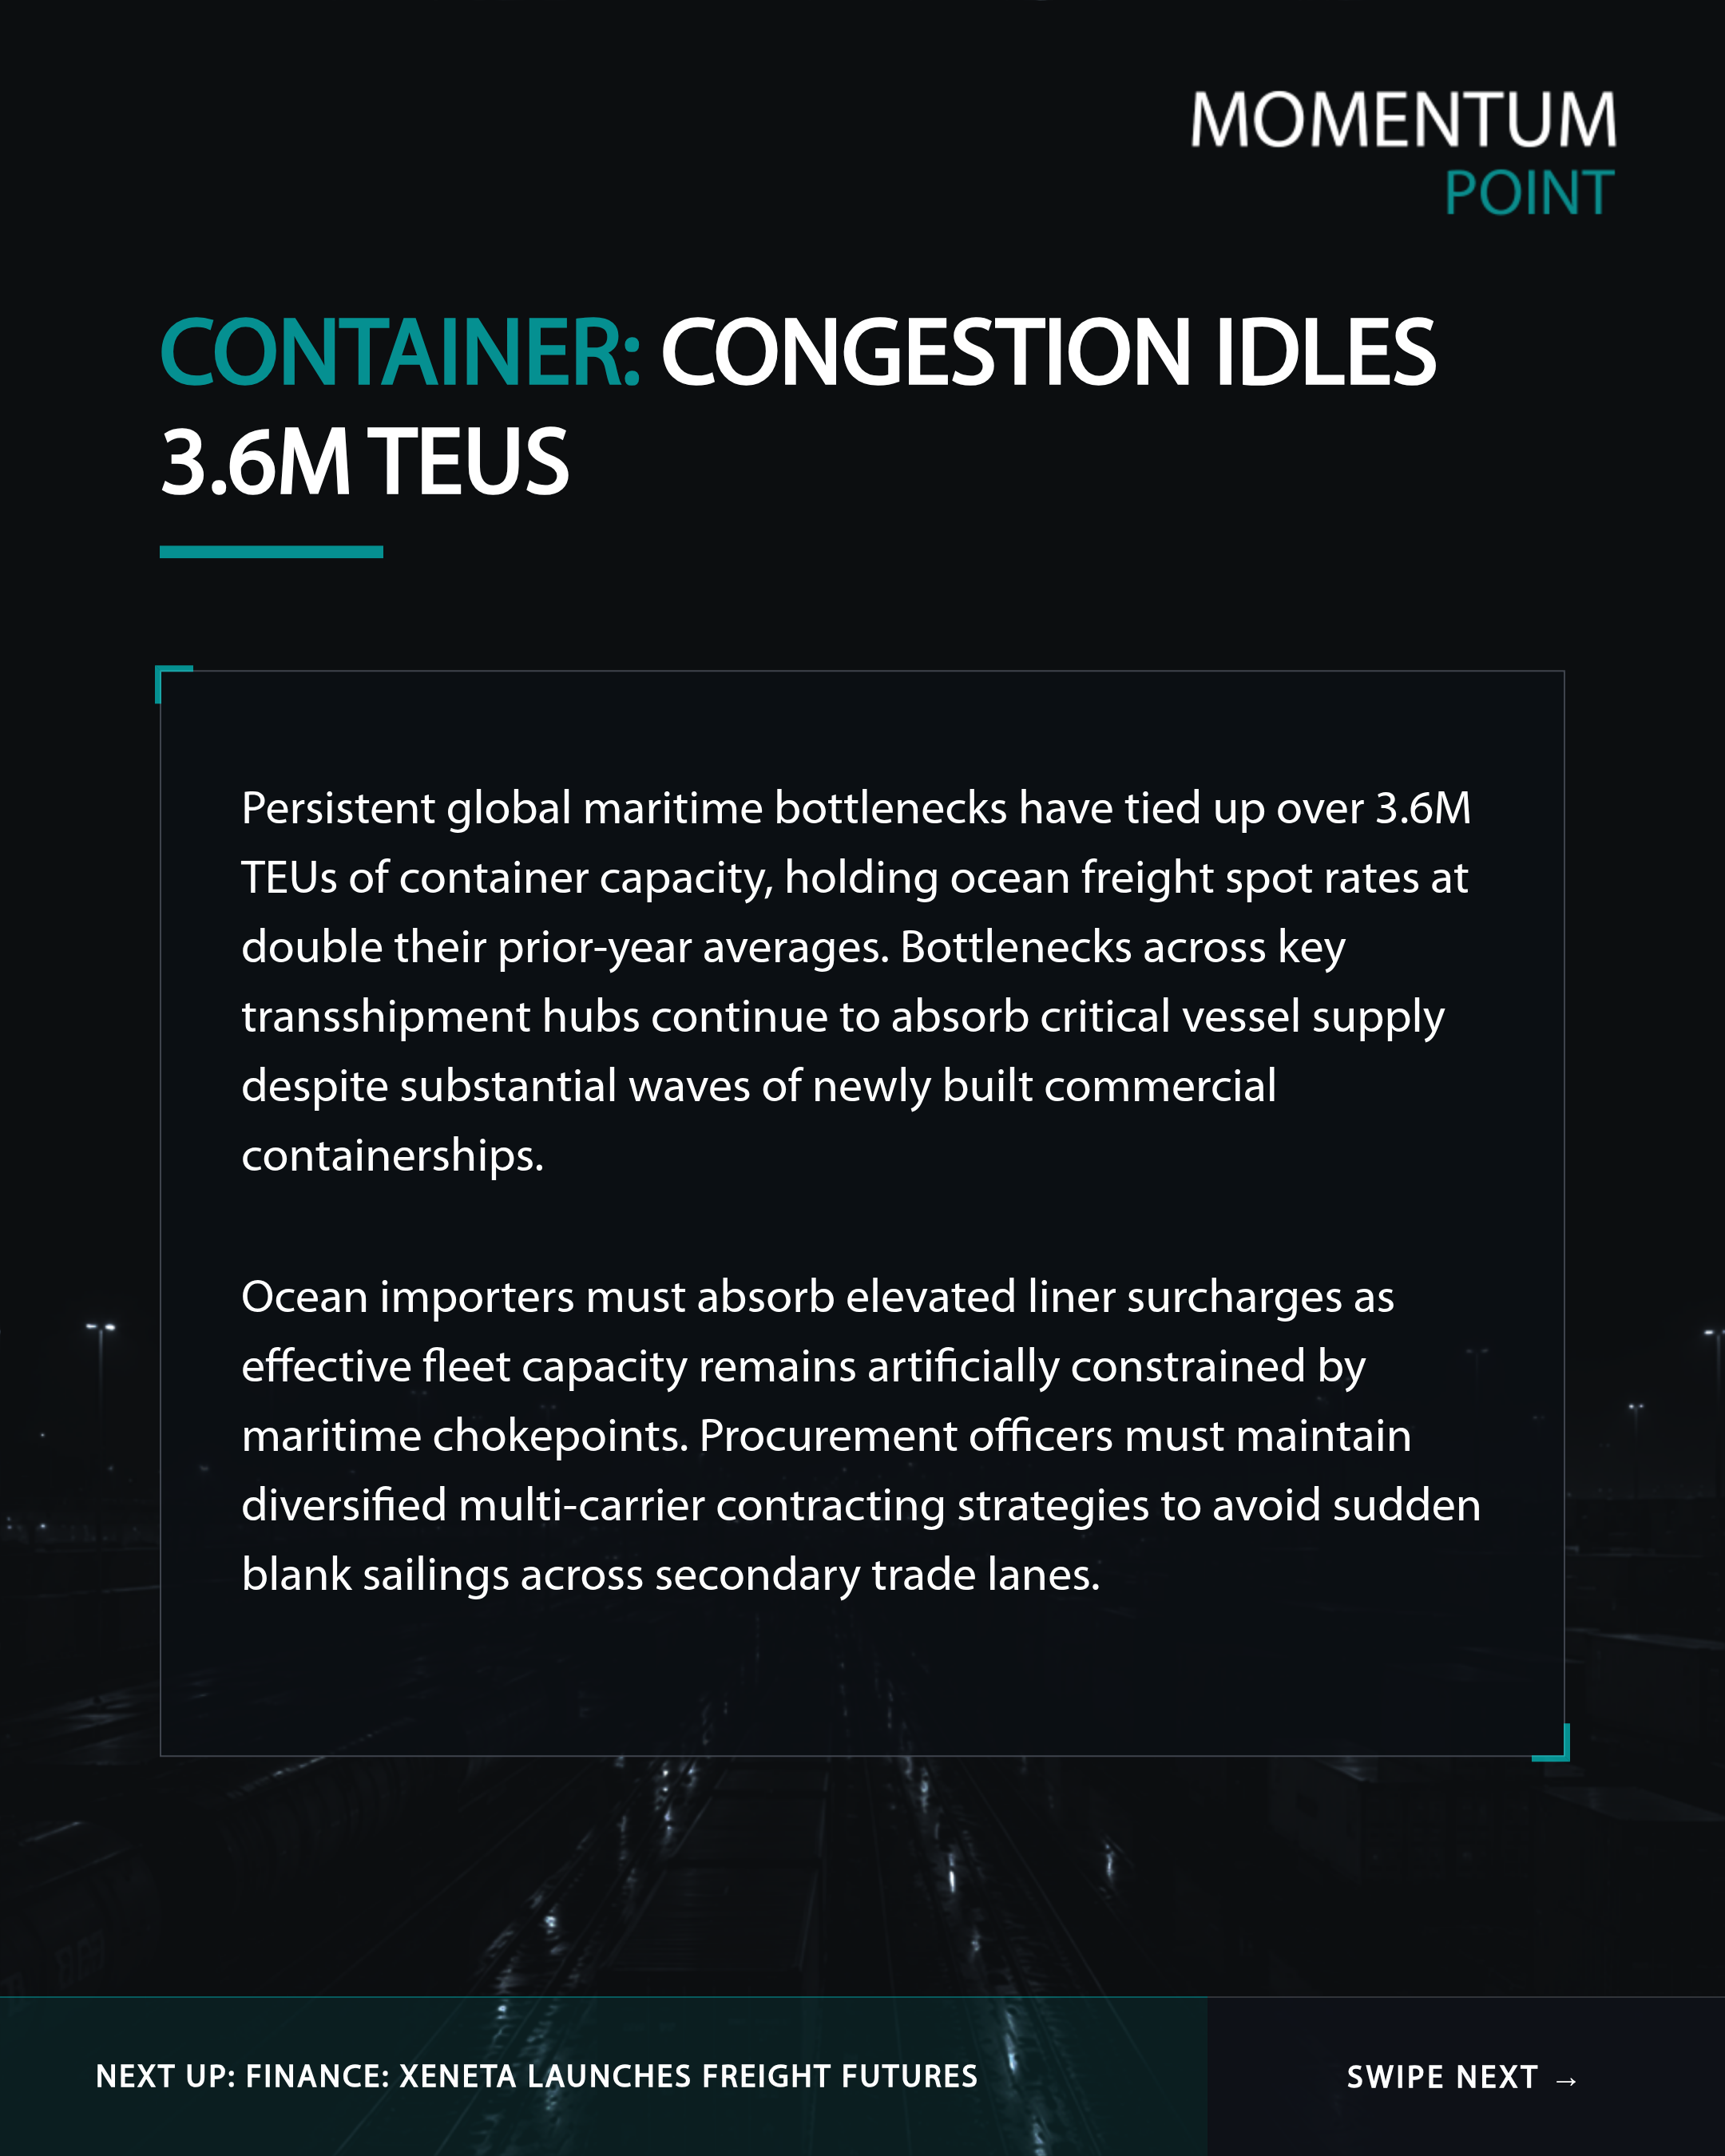 MOMENTUM
POINT
CONTAINER: CONGESTION IDLES
3.6M TEUS
Persistent global maritime bottlenecks have tied up over 3.6M
TEUs of container capacity, holding ocean freight spot rates at
double their prior-year averages. Bottlenecks across key
transshipment hubs continue to absorb critical vessel supply
despite substantial waves of newly built commercial
containerships.
Ocean importers must absorb elevated liner surcharges as
effective fleet capacity remains artificially constrained by
maritime chokepoints. Procurement officers must maintain
diversified multi-carrier contracting strategies to avoid sudden
blank sailings across secondary trade lanes.
NEXT UP: FINANCE: XENETA LAUNCHES FREIGHT FUTURES
SWIPE NEXT →